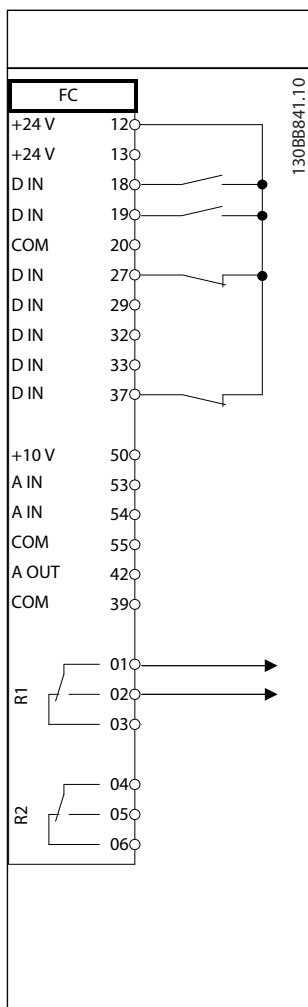 FC
130BB841.10
+24 V 12
+24 V 13
D IN 18
D IN 19
COM 20
D IN 27
D IN 29
D IN 32
D IN 33
D IN 37
+10 V 50
A IN 53
A IN 54
COM 55
A OUT 42
COM 39
R1
01
02
03
R2
04
05
06